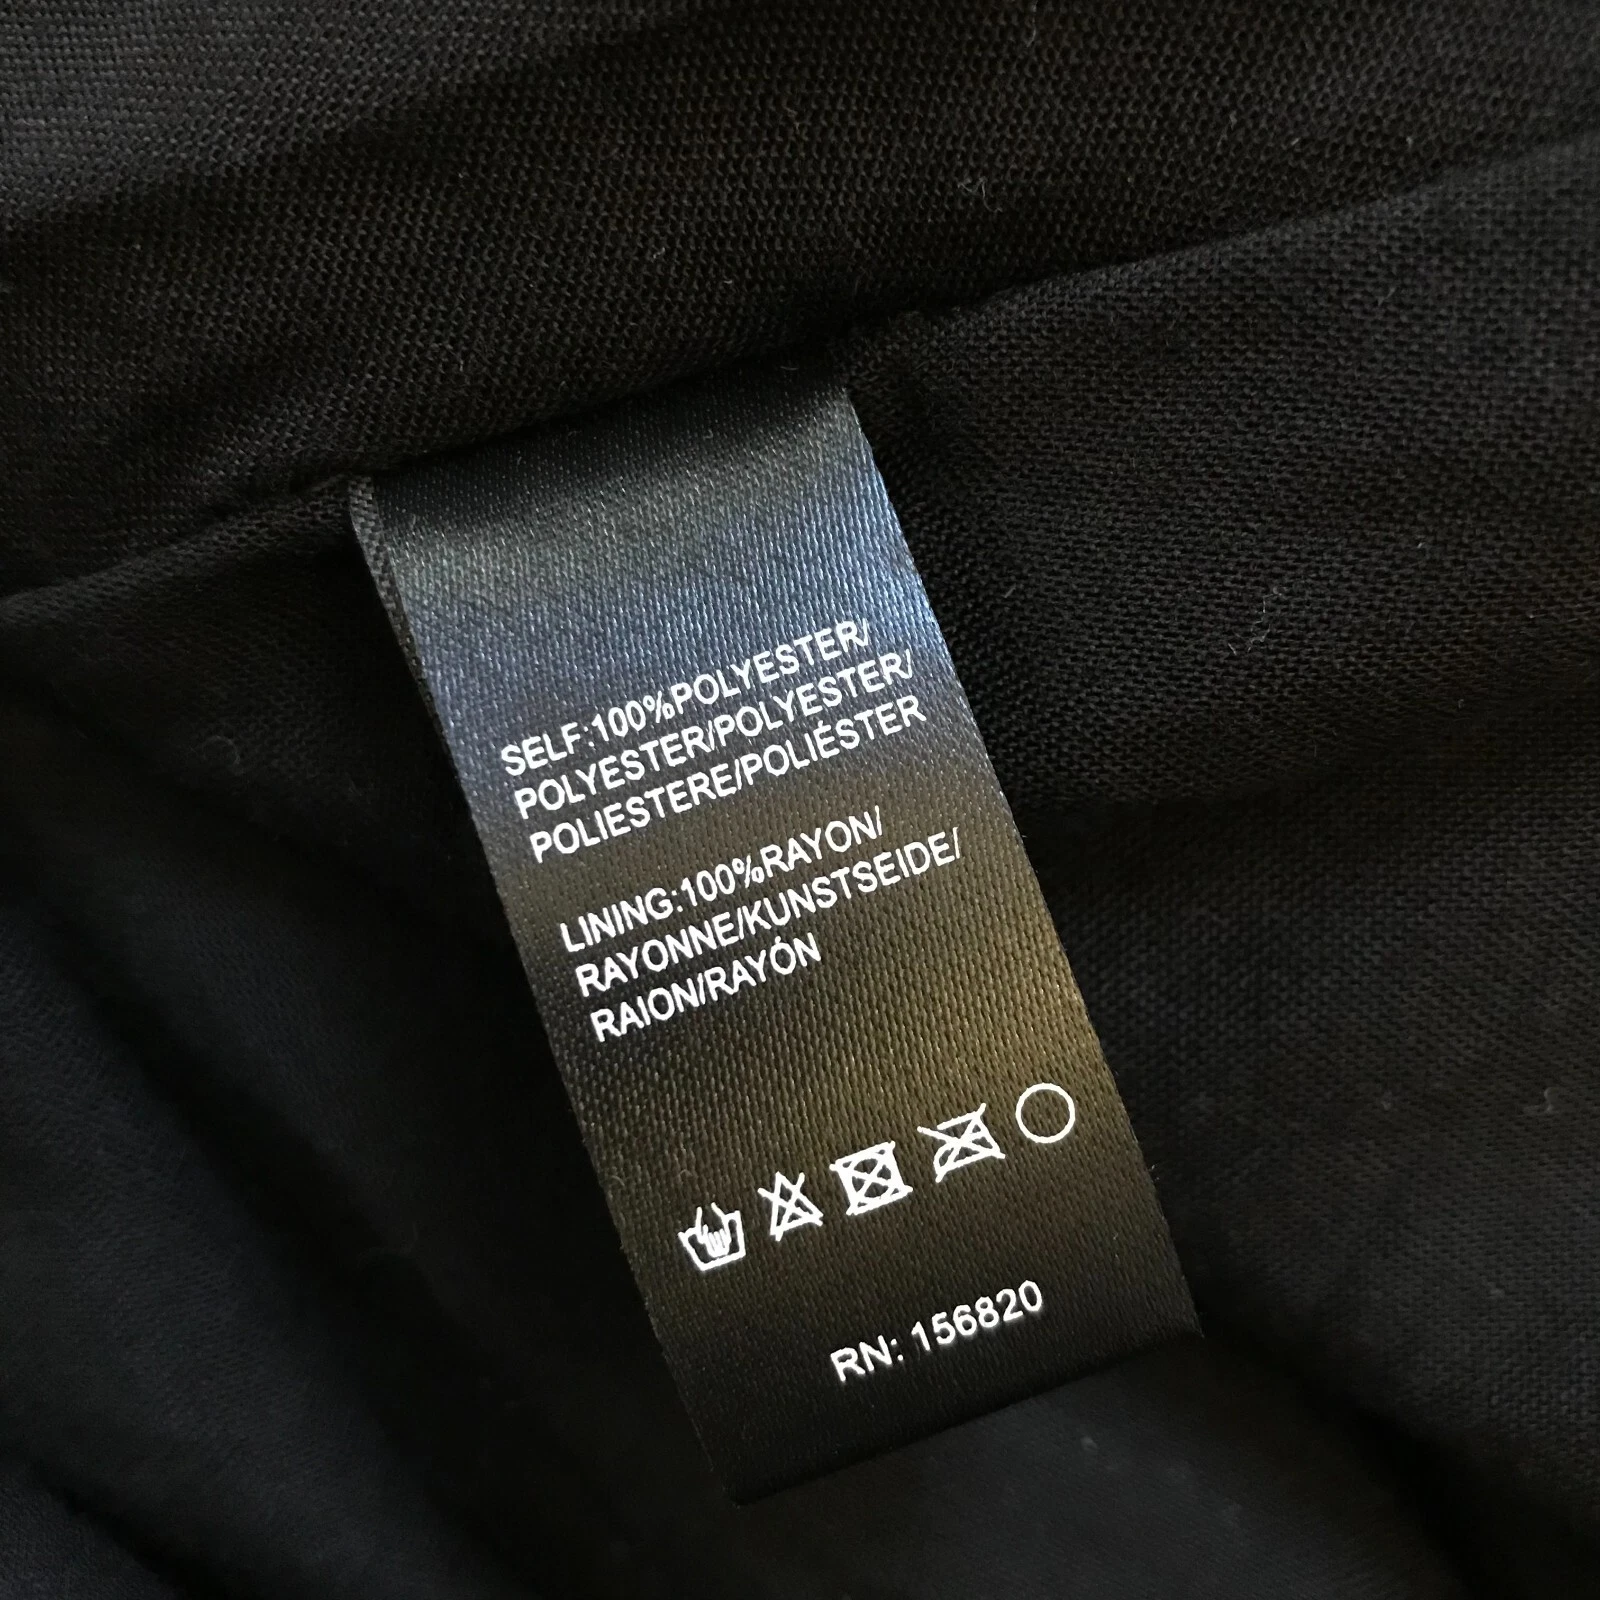 SELF:100%POLYESTER/
POLYESTER/POLYESTER/
POLIESTERE/POLIÉSTER
LINING:100%RAYON/
RAYONNE/KUNSTSEIDE/
RAION/RAYÓN
RN: 156820